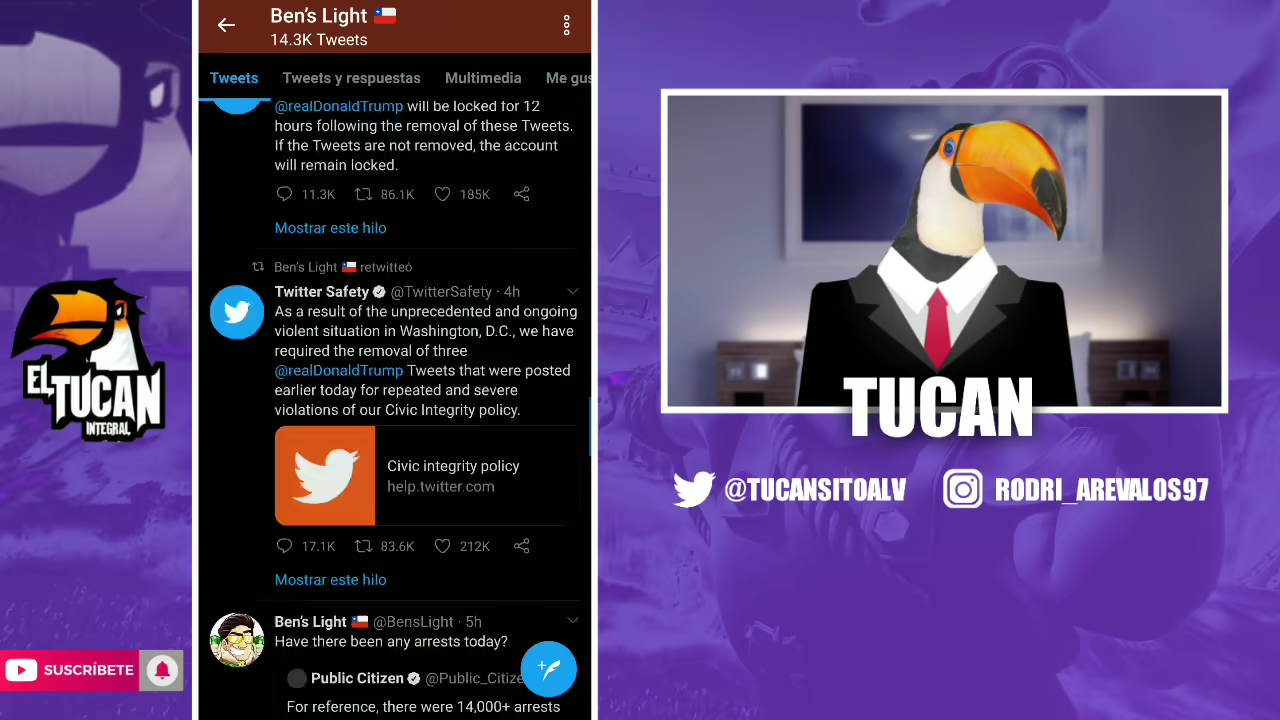 Ben’s Light
14.3K Tweets
Tweets
Tweets y respuestas
Multimedia
Me gus
@realDonaldTrump will be locked for 12
hours following the removal of these Tweets.
If the Tweets are not removed, the account
will remain locked.
11.3K
86.1K
185K
Mostrar este hilo
Ben’s Light 🇨🇱 retwitteó
Twitter Safety @TwitterSafety · 4h
As a result of the unprecedented and ongoing
violent situation in Washington, D.C., we have
required the removal of three
@realDonaldTrump Tweets that were posted
earlier today for repeated and severe
violations of our Civic Integrity policy.
Civic integrity policy
help.twitter.com
17.1K
83.6K
212K
Mostrar este hilo
Ben’s Light 🇨🇱 @BensLight · 5h
Have there been any arrests today?
Public Citizen @Public_Citize
For reference, there were 14,000+ arrests
EL
TUCAN
INTEGRAL
SUSCRÍBETE
TUCAN
@TUCANSITOALV
RODRI_AREVALOS97